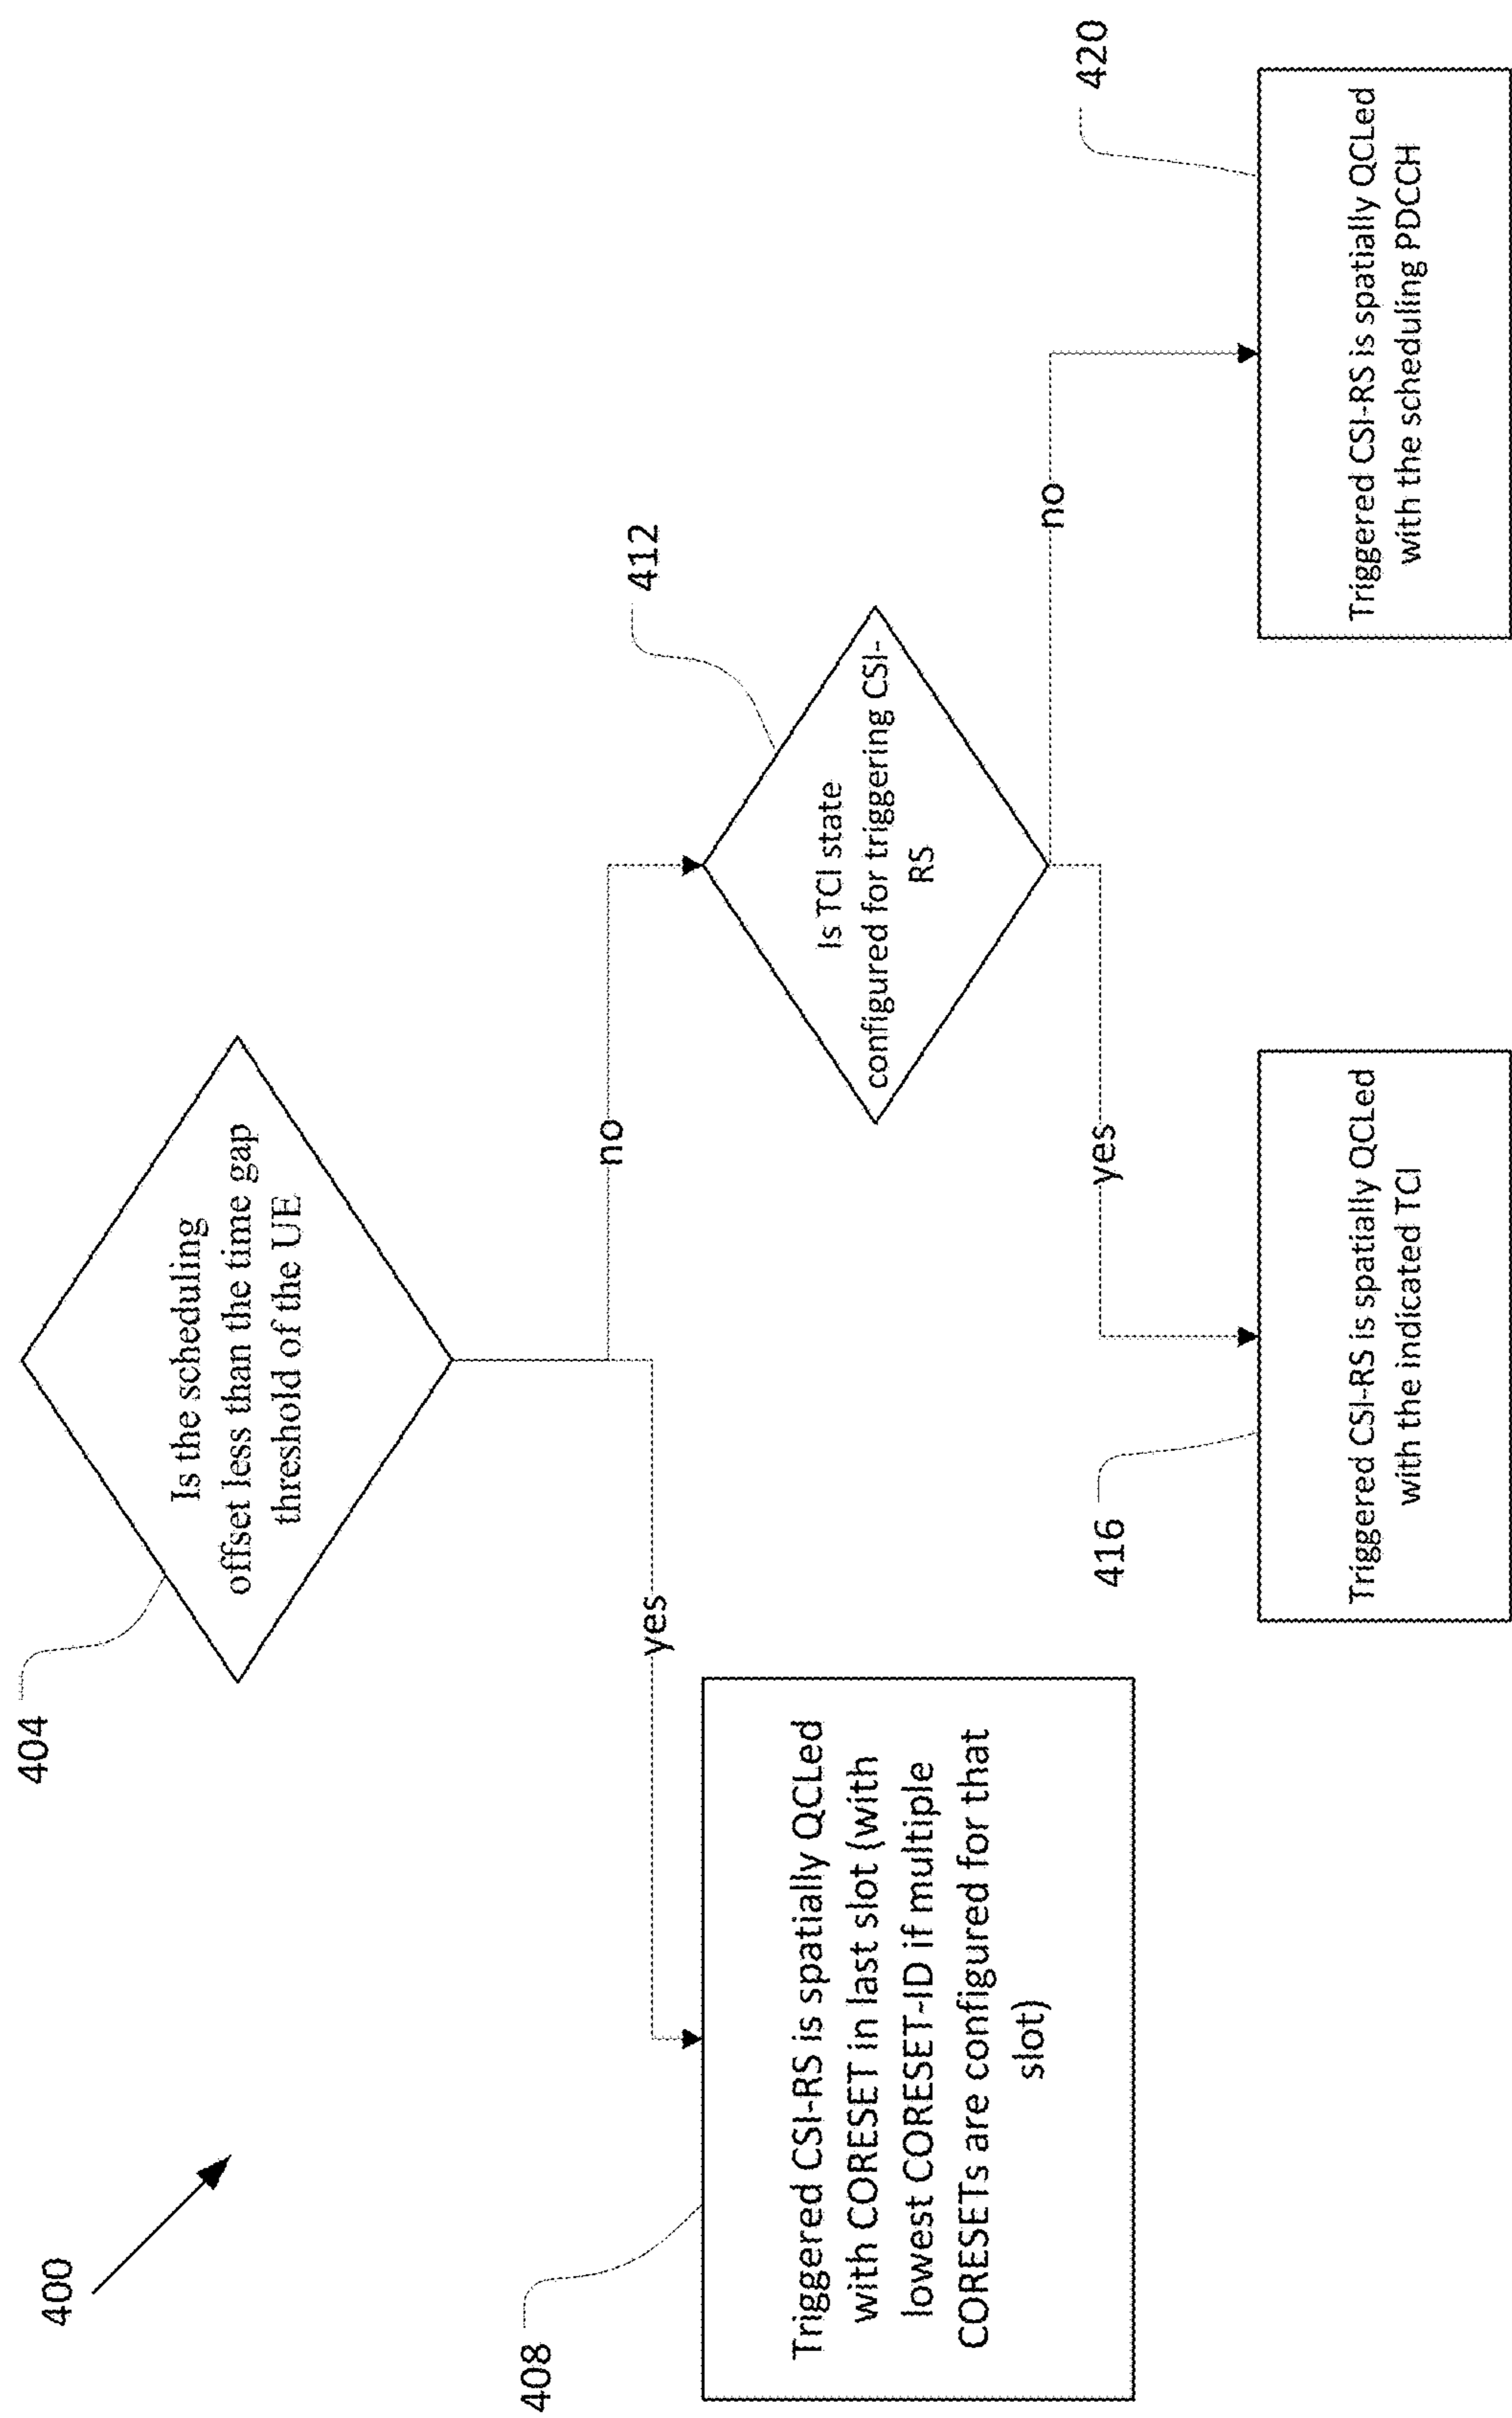 400
404
Is the scheduling
offset less than the time gap
threshold of the UE
yes
no
408
Triggered CSI-RS is spatially QCLed
with CORESET in last slot (with
lowest CORESET-ID if multiple
CORESETs are configured for that
slot)
412
Is TCI state
configured for triggering CSI-
RS
yes
no
416
Triggered CSI-RS is spatially QCLed
with the indicated TCI
420
Triggered CSI-RS is spatially QCLed
with the scheduling PDCCH